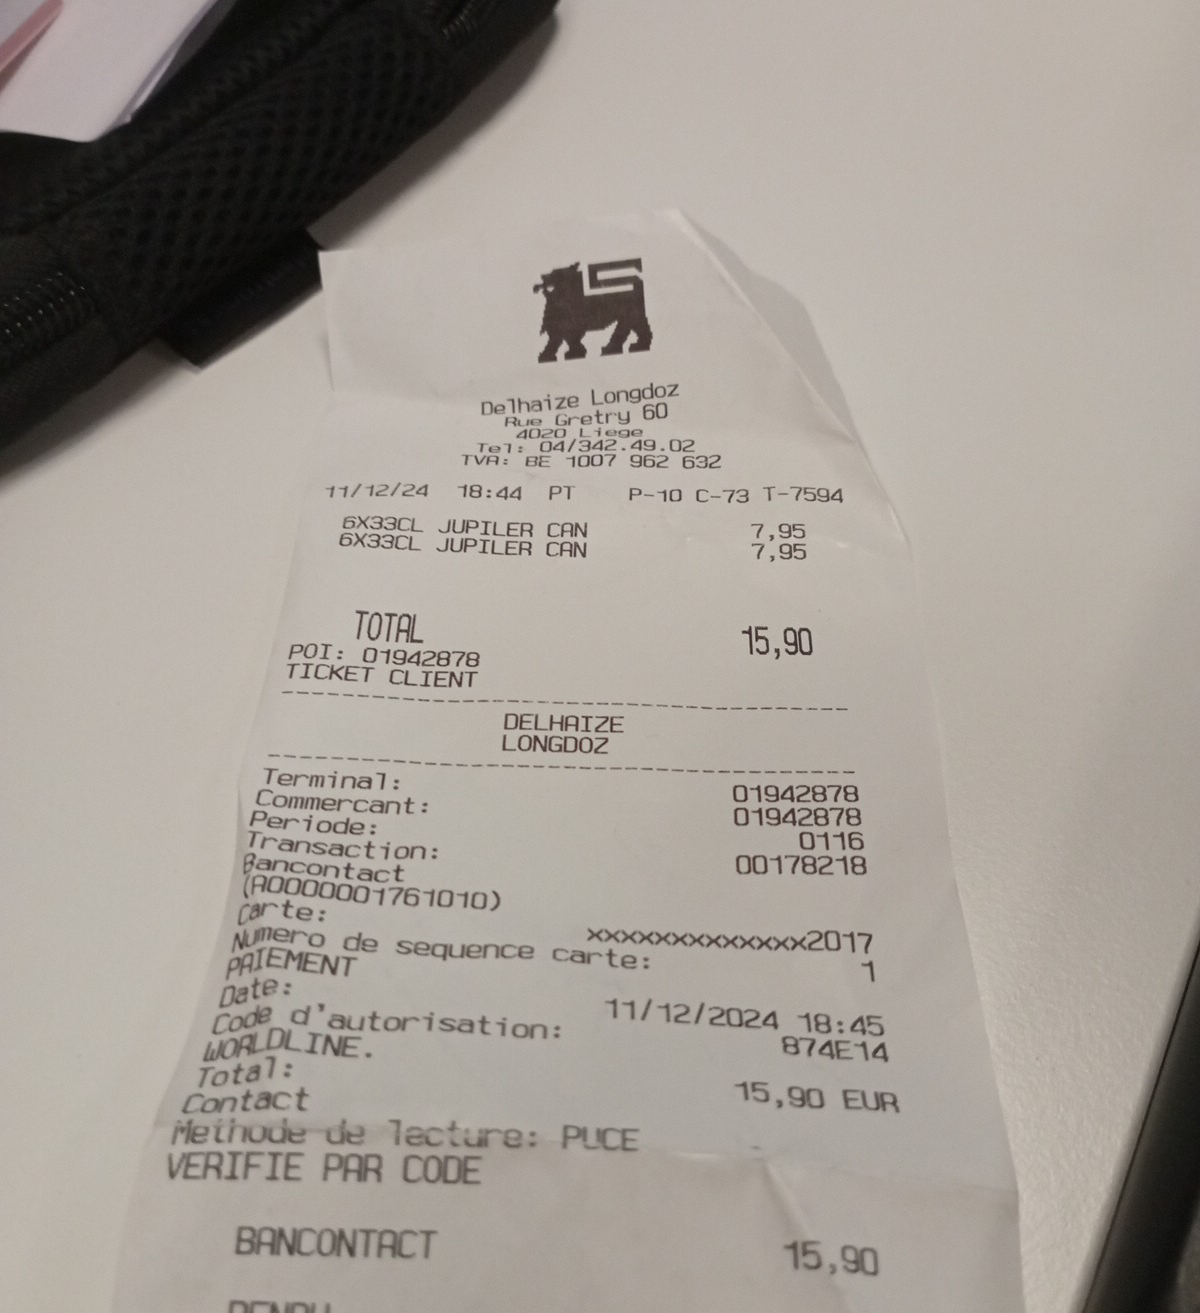 Delhaize Longdoz
Rue Gretry 60
4020 Liege
Tel: 04/342.49.02
TVA: BE 1007 962 632
11/12/24 18:44 PT P-10 C-73 T-7594
6X33CL JUPILER CAN 7,95
6X33CL JUPILER CAN 7,95
TOTAL 15,90
POI: 01942878
TICKET CLIENT
DELHAIZE
LONGDOZ
Terminal: 01942878
Commercant: 01942878
Periode: 0116
Transaction: 00178218
Bancontact
(A0000001761010)
Carte: xxxxxxxxxxxxx2017
Numero de sequence carte: 1
PAIEMENT
Date: 11/12/2024 18:45
Code d'autorisation: 874E14
WORLDLINE.
Total: 15,90 EUR
Contact
Methode de lecture: PUCE
VERIFIE PAR CODE
BANCONTACT 15,90